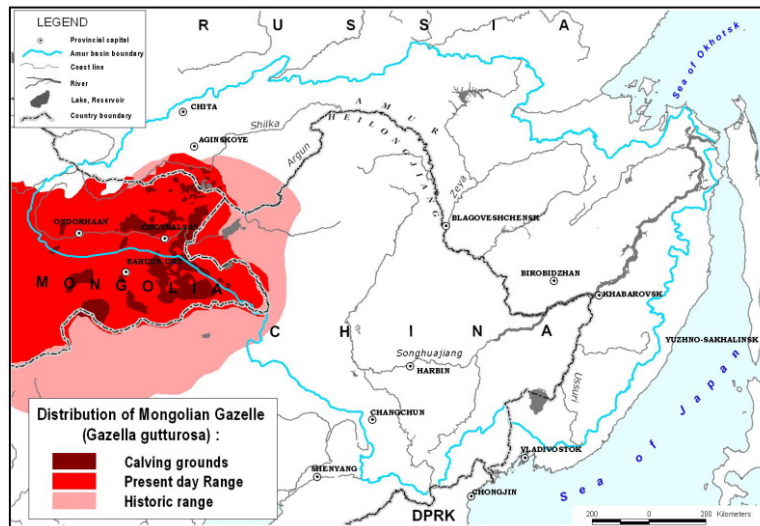 LEGEND
Provincial capital
Amur basin boundary
Coast line
River
Lake, Reservoir
Country boundary
RUSSIA
Sea of Okhotsk
CHITA
AGINSKOYE
Shilka
Argun
AMUR
HEILONGJIANG
Zeya
ONDORHAAN
CHOYBALSAN
BLAGOVESHCHENSK
MONGOLIA
BIROBIDZHAN
KHABAROVSK
CHINA
YUZHNO-SAKHALINSK
Songhuajiang
HARBIN
Ussuri
CHANGCHUN
SHENYANG
VLADIVOSTOK
CHONGJIN
DPRK
Sea of Japan
Distribution of Mongolian Gazelle
(Gazella gutturosa) :
Calving grounds
Present day Range
Historic range
200 0 200 Kilometers